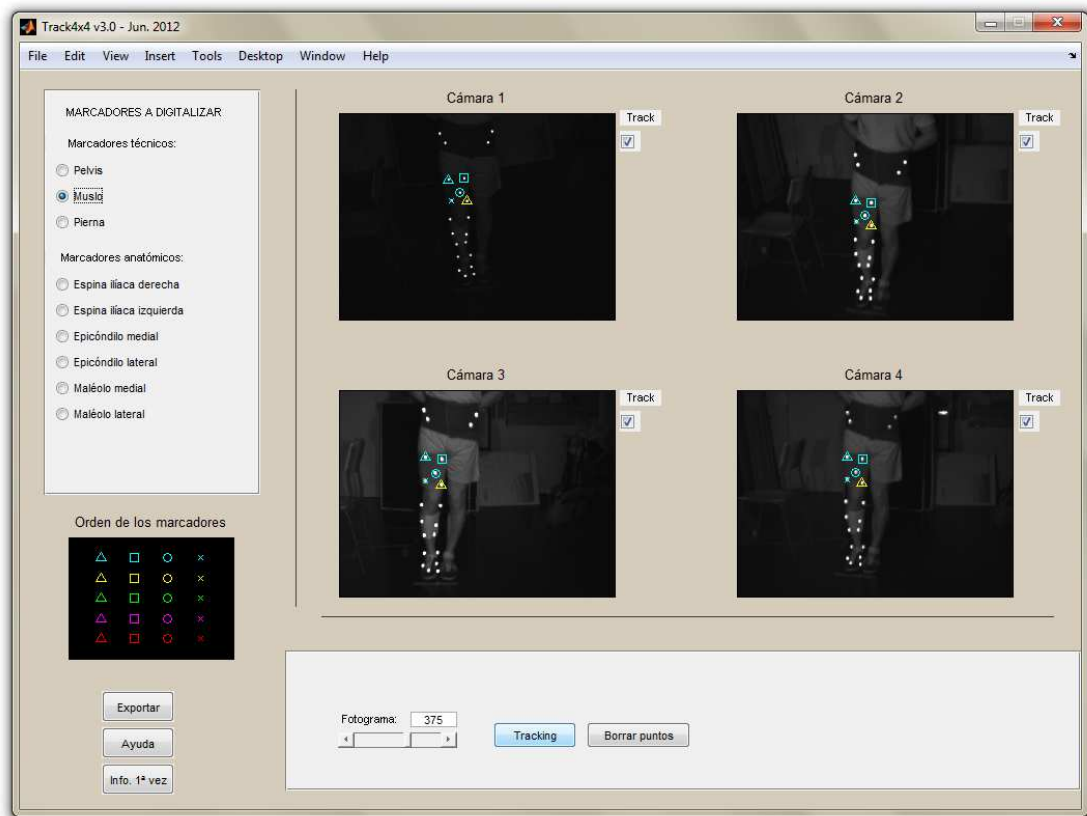 Track4x4 v3.0 - Jun. 2012
File Edit View Insert Tools Desktop Window Help
MARCADORES A DIGITALIZAR
Marcadores técnicos:
Pelvis
Muslo
Pierna
Marcadores anatómicos:
Espina ilíaca derecha
Espina ilíaca izquierda
Epicóndilo medial
Epicóndilo lateral
Maléolo medial
Maléolo lateral
Orden de los marcadores
Exportar
Ayuda
Info. 1ª vez
Cámara 1
Track
Cámara 2
Track
Cámara 3
Track
Cámara 4
Track
Fotograma: 375
Tracking
Borrar puntos